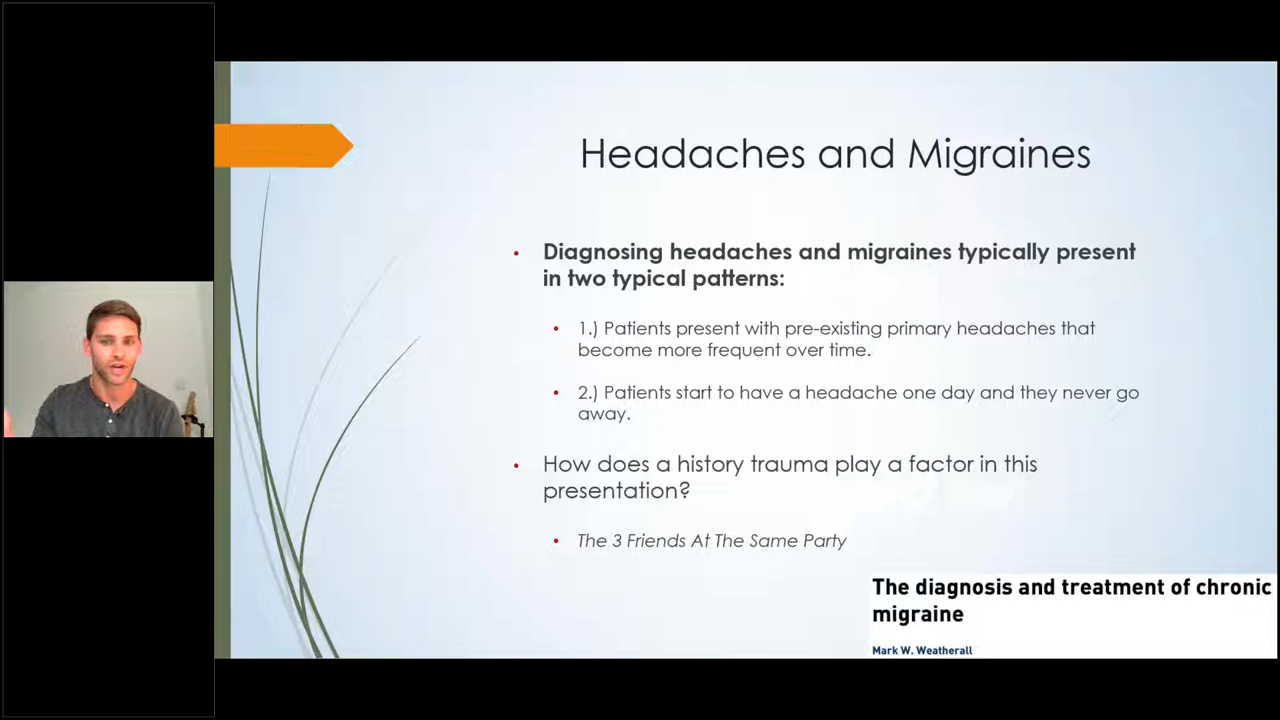 Headaches and Migraines
• Diagnosing headaches and migraines typically present
in two typical patterns:
• 1.) Patients present with pre-existing primary headaches that
become more frequent over time.
• 2.) Patients start to have a headache one day and they never go
away.
• How does a history trauma play a factor in this
presentation?
• The 3 Friends At The Same Party
The diagnosis and treatment of chronic
migraine
Mark W. Weatherall